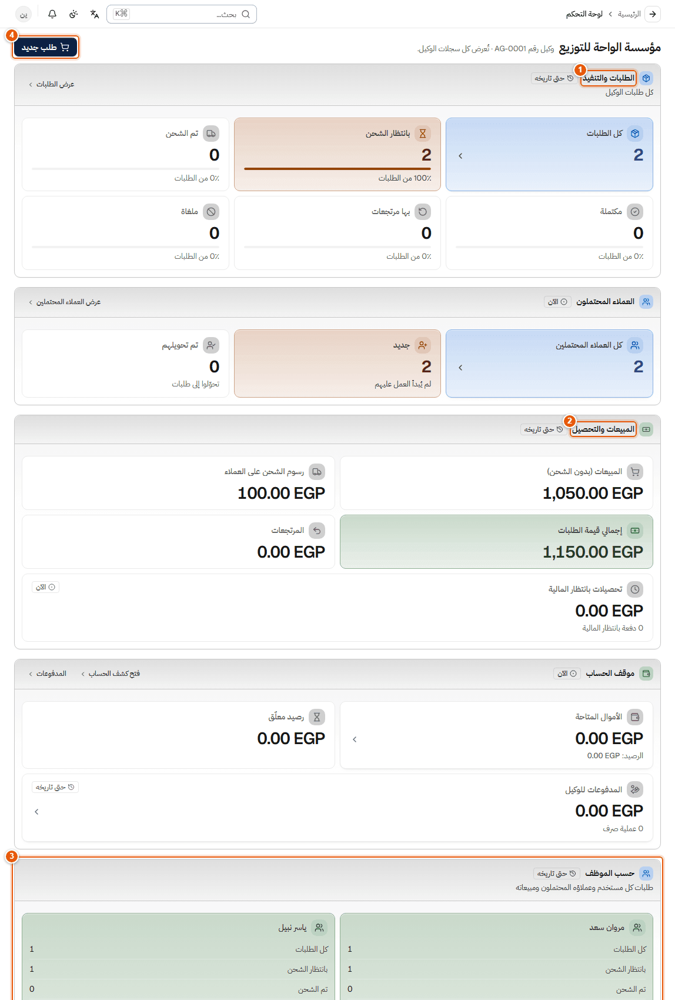 الرئيسية
لوحة التحكم
بحث...
⌘K
ين
مؤسسة الواحة للتوزيع
وكيل رقم AG-0001 · تُعرض كل سجلات الوكيل.
4
طلب جديد
1
الطلبات والتنفيذ
حتى تاريخه
عرض الطلبات
كل طلبات الوكيل
كل الطلبات
2
بانتظار الشحن
2
100٪ من الطلبات
تم الشحن
0
0٪ من الطلبات
مكتملة
0
0٪ من الطلبات
بها مرتجعات
0
0٪ من الطلبات
ملغاة
0
0٪ من الطلبات
العملاء المحتملون
الآن
عرض العملاء المحتملين
كل العملاء المحتملين
2
جديد
2
لم يُبدأ العمل عليهم
تم تحويلهم
0
تحوّلوا إلى طلبات
2
المبيعات والتحصيل
حتى تاريخه
المبيعات (بدون الشحن)
1,050.00 EGP
رسوم الشحن على العملاء
100.00 EGP
إجمالي قيمة الطلبات
1,150.00 EGP
المرتجعات
0.00 EGP
تحصيلات بانتظار المالية
الآن
0.00 EGP
0 دفعة بانتظار المالية
موقف الحساب
الآن
فتح كشف الحساب
المدفوعات
الأموال المتاحة
0.00 EGP
الرصيد: 0.00 EGP
رصيد معلّق
0.00 EGP
المدفوعات للوكيل
حتى تاريخه
0.00 EGP
0 عملية صرف
3
حسب الموظف
حتى تاريخه
طلبات كل مستخدم وعملاؤه المحتملون ومبيعاته
مروان سعد
كل الطلبات 1
بانتظار الشحن 1
تم الشحن 0
ياسر نبيل
كل الطلبات 1
بانتظار الشحن 1
تم الشحن 0